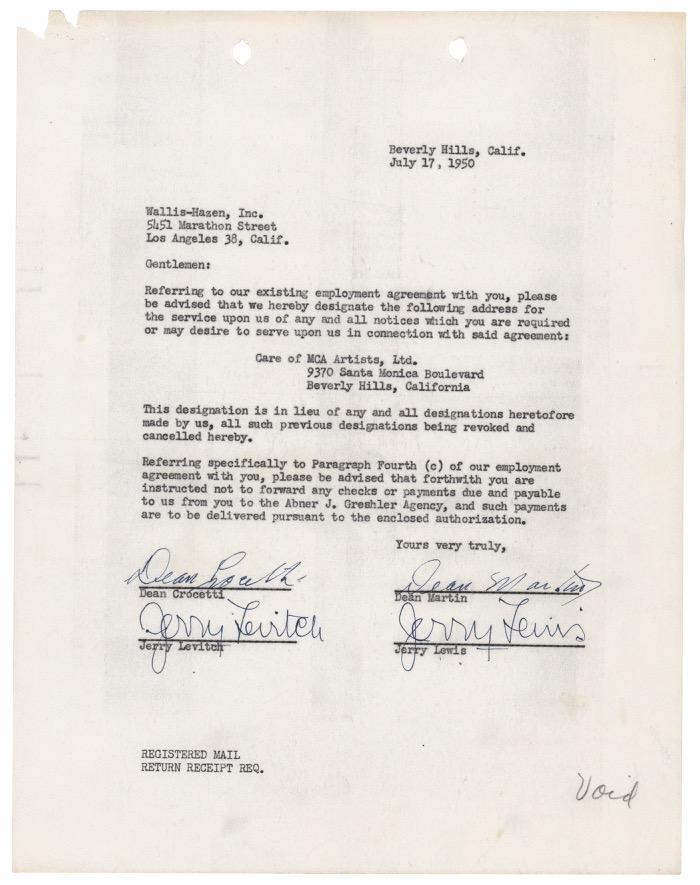 Beverly Hills, Calif.
July 17, 1950
Wallis-Hazen, Inc.
5451 Marathon Street
Los Angeles 38, Calif.
Gentlemen:
Referring to our existing employment agreement with you, please
be advised that we hereby designate the following address for
the service upon us of any and all notices which you are required
or may desire to serve upon us in connection with said agreement:
Care of MCA Artists, Ltd.
9370 Santa Monica Boulevard
Beverly Hills, California
This designation is in lieu of any and all designations heretofore
made by us, all such previous designations being revoked and
cancelled hereby.
Referring specifically to Paragraph Fourth (c) of our employment
agreement with you, please be advised that forthwith you are
instructed not to forward any checks or payments due and payable
to us from you to the Abner J. Greshler Agency, and such payments
are to be delivered pursuant to the enclosed authorization.
Yours very truly,
Dean Crocetti
Dean Crocetti
Jerry Levitch
Jerry Levitch
Dean Martin
Dean Martin
Jerry Lewis
Jerry Lewis
REGISTERED MAIL
RETURN RECEIPT REQ.
Void